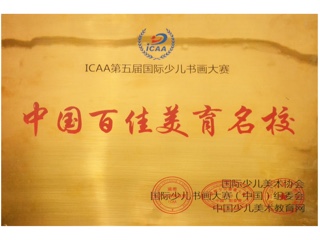 ICAA
ICAA第五届国际少儿书画大赛
中国百佳美育名校
国际少儿美术协会
国际少儿书画大赛（中国）组委会
中国少儿美术教育网